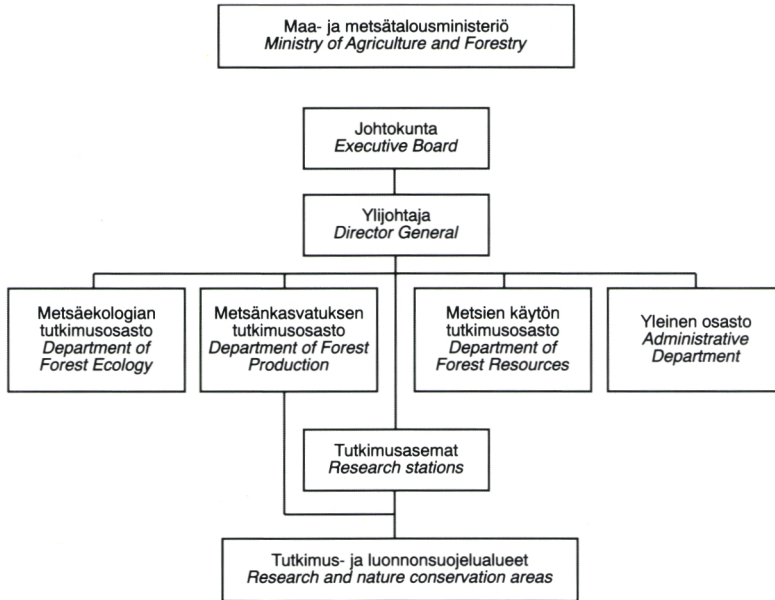 Maa- ja metsätalousministeriö
Ministry of Agriculture and Forestry
Johtokunta
Executive Board
Ylijohtaja
Director General
Metsäekologian
tutkimusosasto
Department of
Forest Ecology
Metsänkasvatuksen
tutkimusosasto
Department of Forest
Production
Metsien käytön
tutkimusosasto
Department of
Forest Resources
Yleinen osasto
Administrative
Department
Tutkimusasemat
Research stations
Tutkimus- ja luonnonsuojelualueet
Research and nature conservation areas